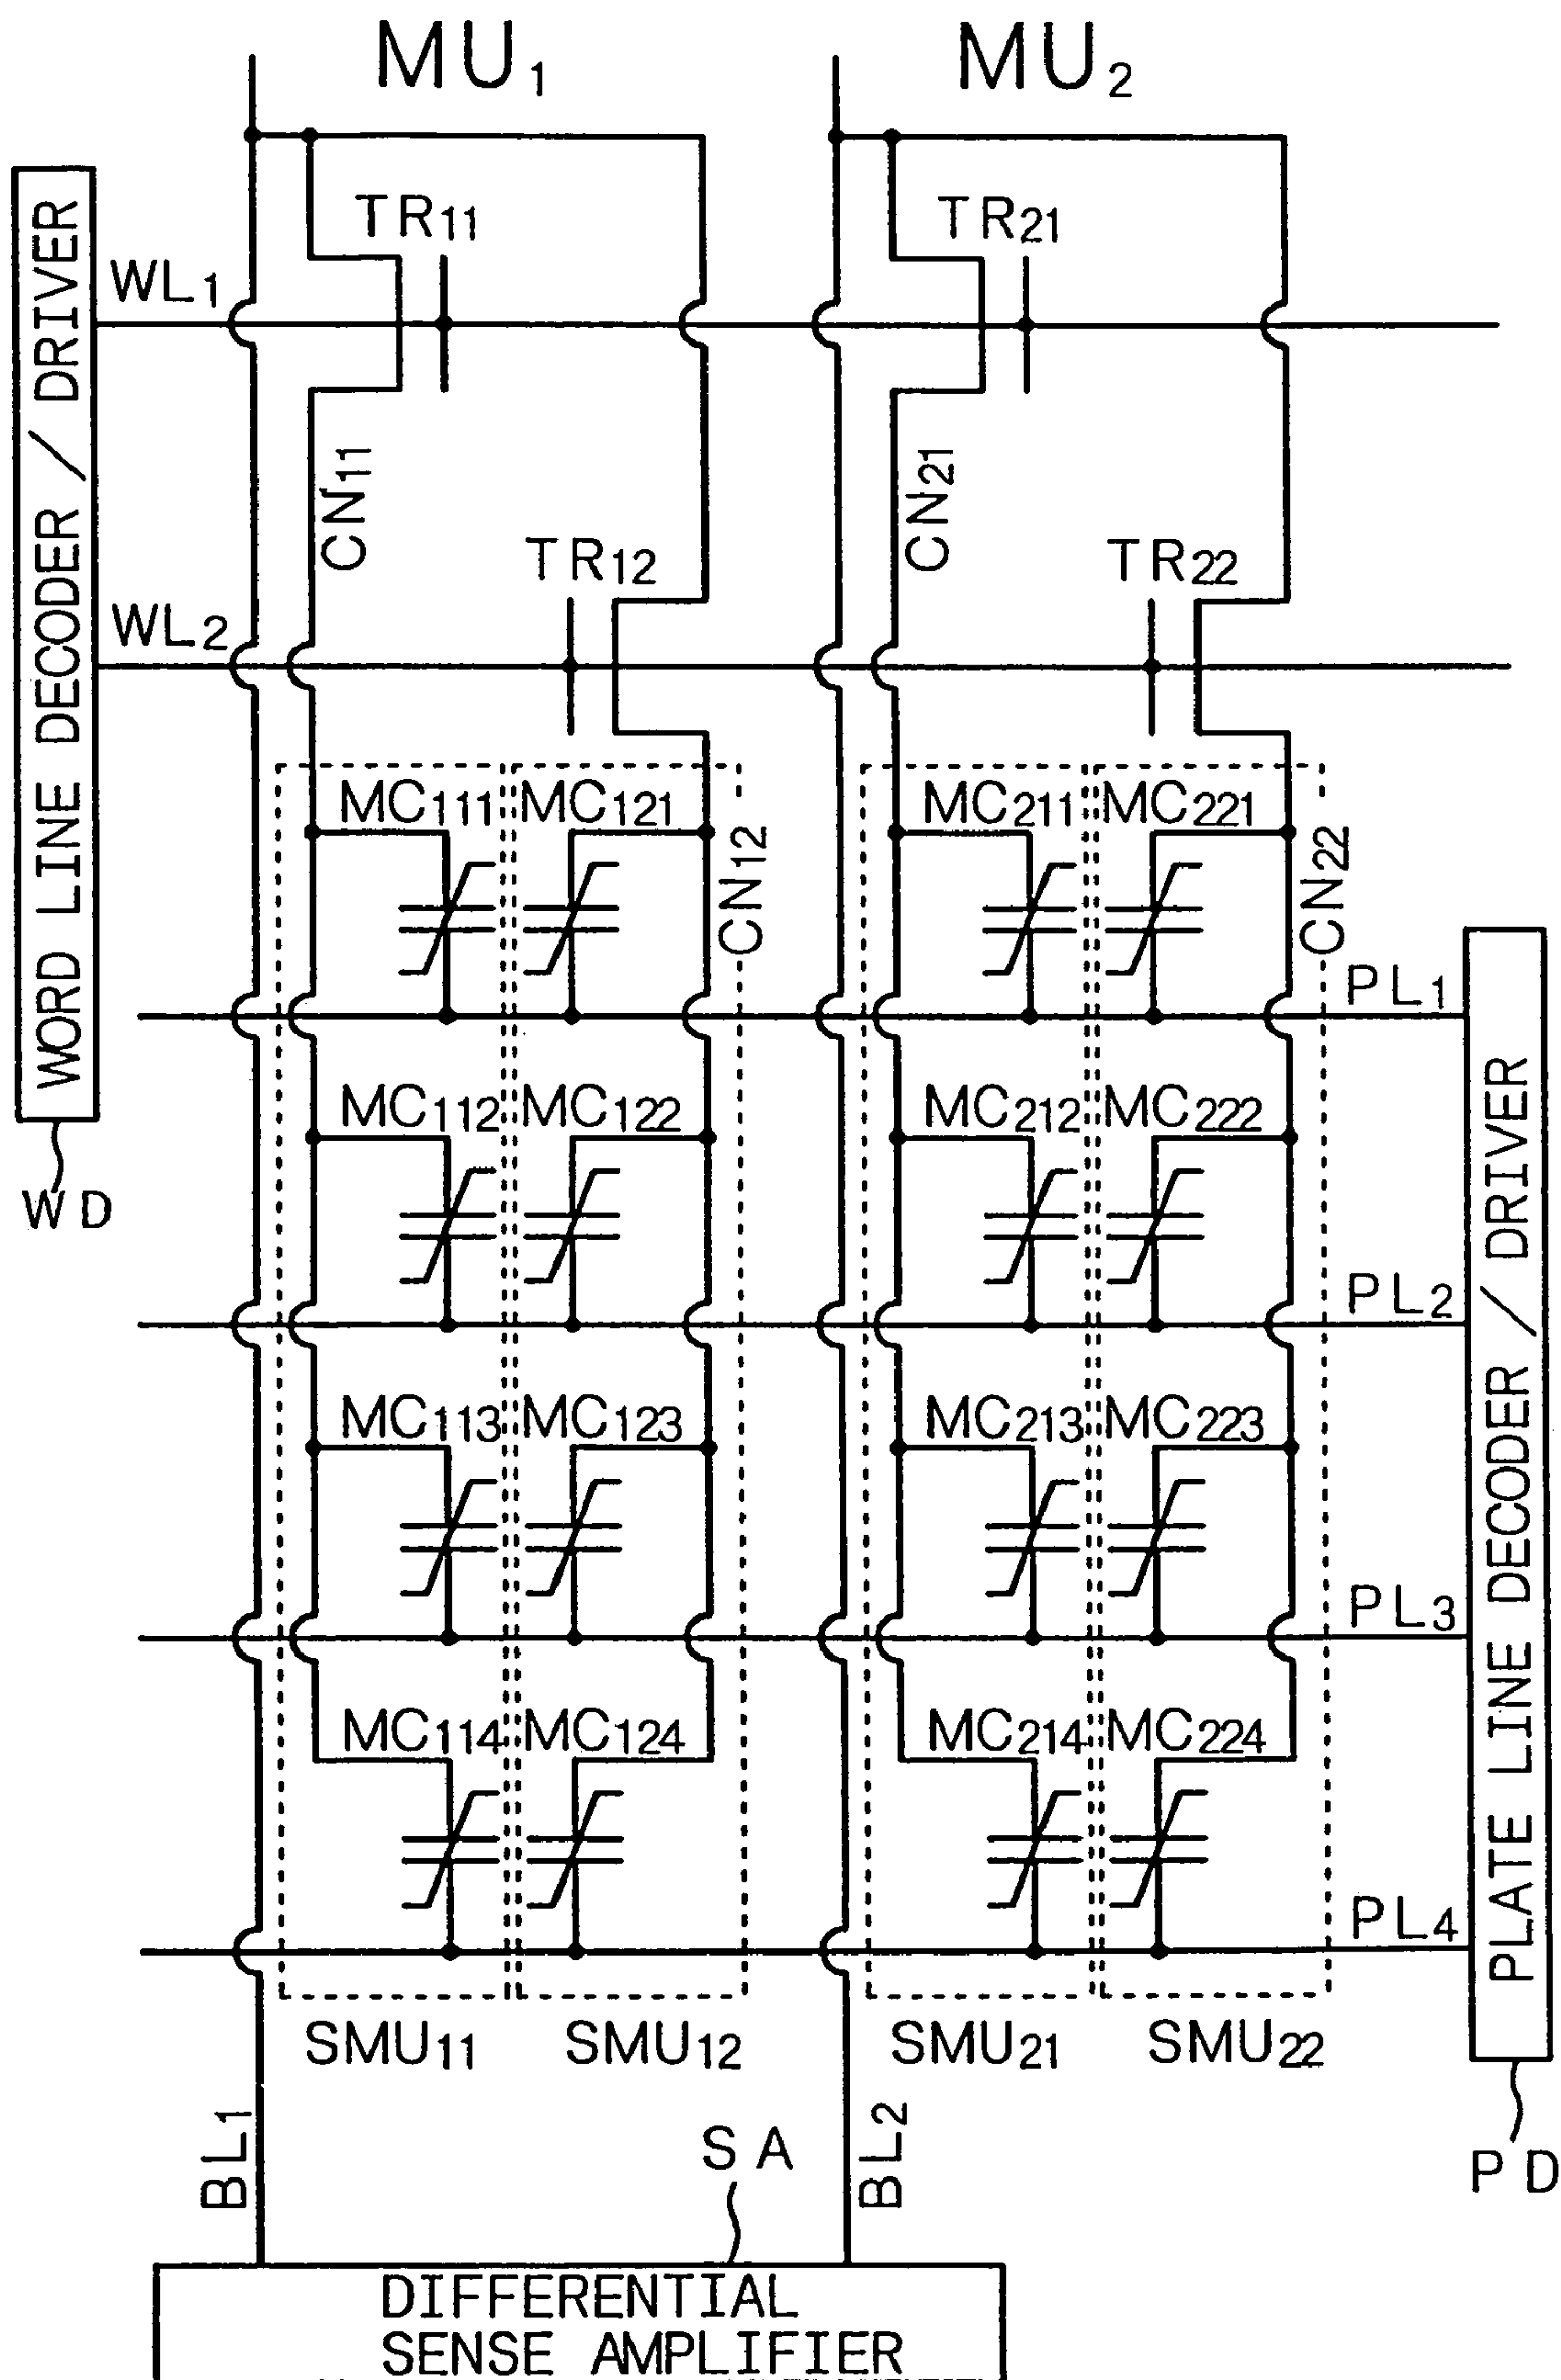 MU1 MU2
TR11 TR21
WL1
WORD LINE DECODER / DRIVER
CN11 CN21
TR12 TR22
WL2
MC111 MC121 MC211 MC221
CN12 CN22
PL1
MC112 MC122 MC212 MC222
WD
PL2
PLATE LINE DECODER / DRIVER
MC113 MC123 MC213 MC223
PL3
MC114 MC124 MC214 MC224
PL4
SMU11 SMU12 SMU21 SMU22
BL1 SA BL2
PD
DIFFERENTIAL
SENSE AMPLIFIER